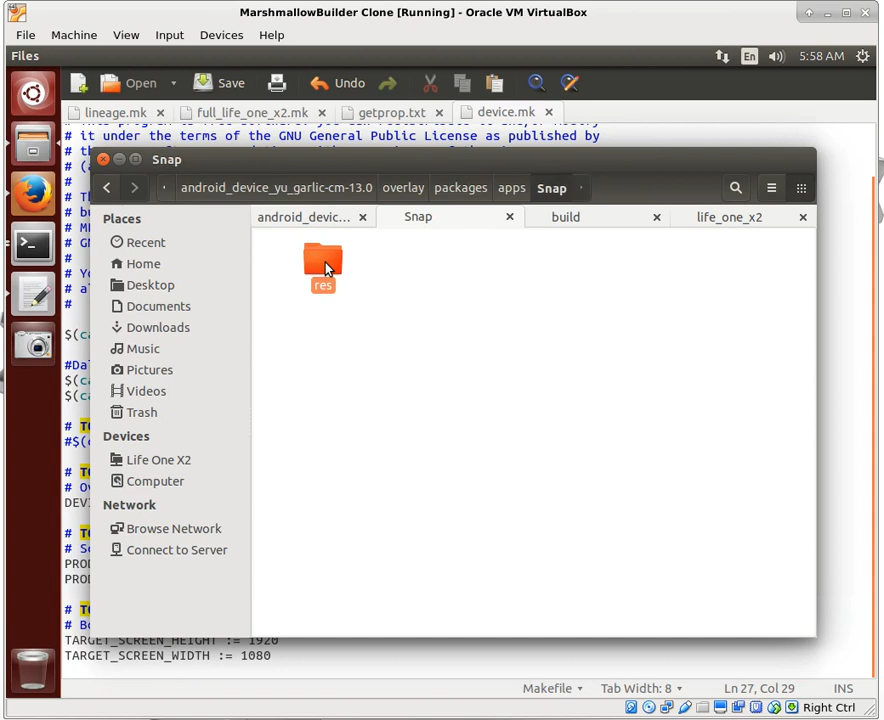 MarshmallowBuilder Clone [Running] - Oracle VM VirtualBox
File Machine View Input Devices Help
Files
En
5:58 AM
Open
Save
Undo
lineage.mk
full_life_one_x2.mk
getprop.txt
device.mk
# it under the terms of the GNU General Public License as published by
Snap
android_device_yu_garlic-cm-13.0
overlay
packages
apps
Snap
Places
Recent
Home
Desktop
Documents
Downloads
Music
Pictures
Videos
Trash
Devices
Life One X2
Computer
Network
Browse Network
Connect to Server
android_devic...
Snap
build
life_one_x2
res
TARGET_SCREEN_HEIGHT := 1920
TARGET_SCREEN_WIDTH := 1080
Makefile
Tab Width: 8
Ln 27, Col 29
INS
Right Ctrl